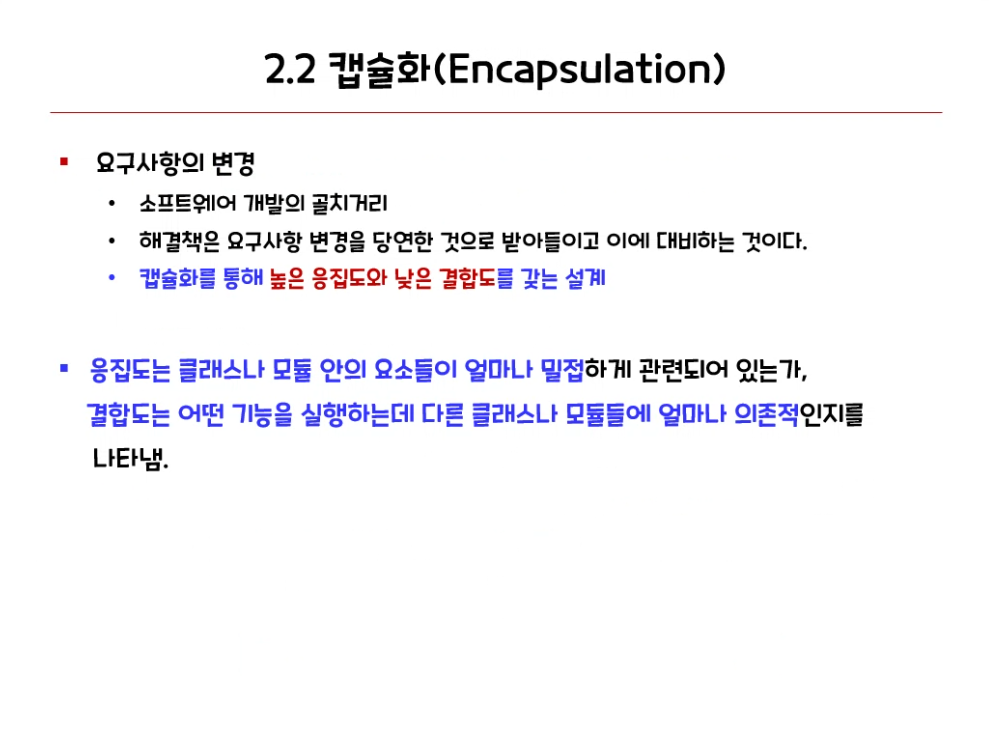 2.2 캡슐화(Encapsulation)
▪ 요구사항의 변경
• 소프트웨어 개발의 골치거리
• 해결책은 요구사항 변경을 당연한 것으로 받아들이고 이에 대비하는 것이다.
• 캡슐화를 통해 높은 응집도와 낮은 결합도를 갖는 설계
▪ 응집도는 클래스나 모듈 안의 요소들이 얼마나 밀접하게 관련되어 있는가,
결합도는 어떤 기능을 실행하는데 다른 클래스나 모듈들에 얼마나 의존적인지를
나타냄.